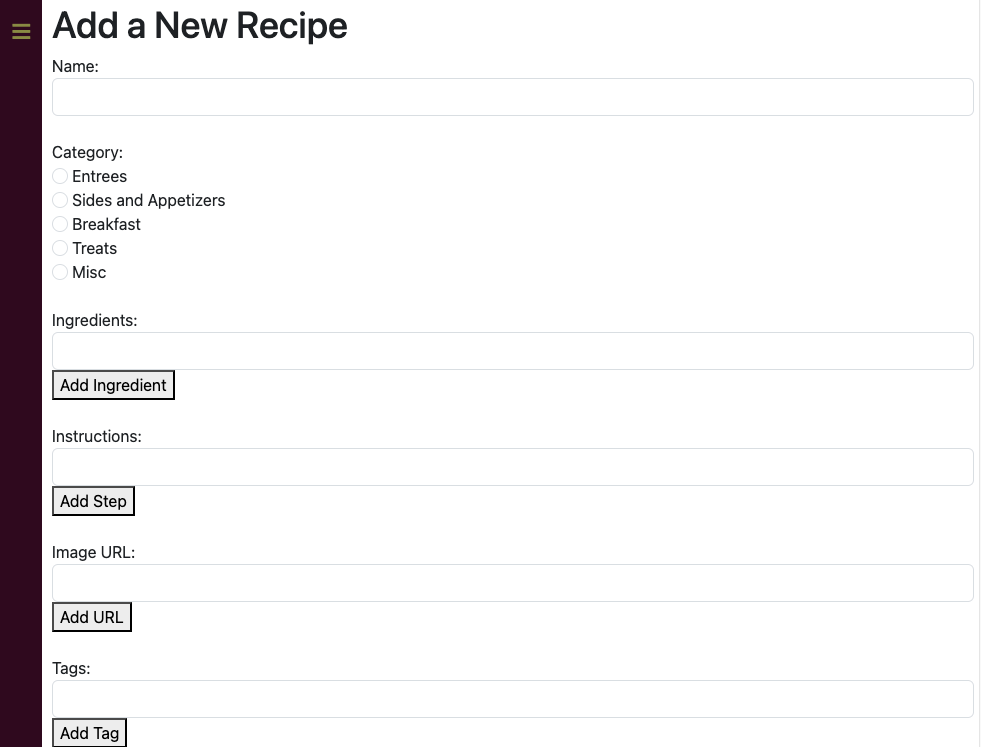 Add a New Recipe
Name:
Category:
Entrees
Sides and Appetizers
Breakfast
Treats
Misc
Ingredients:
Add Ingredient
Instructions:
Add Step
Image URL:
Add URL
Tags:
Add Tag